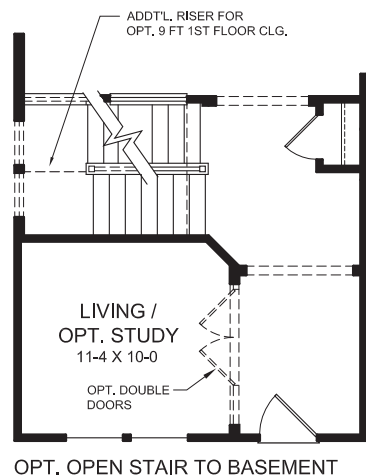 ADDT'L. RISER FOR
OPT. 9 FT 1ST FLOOR CLG.
LIVING /
OPT. STUDY
11-4 X 10-0
OPT. DOUBLE
DOORS
OPT. OPEN STAIR TO BASEMENT